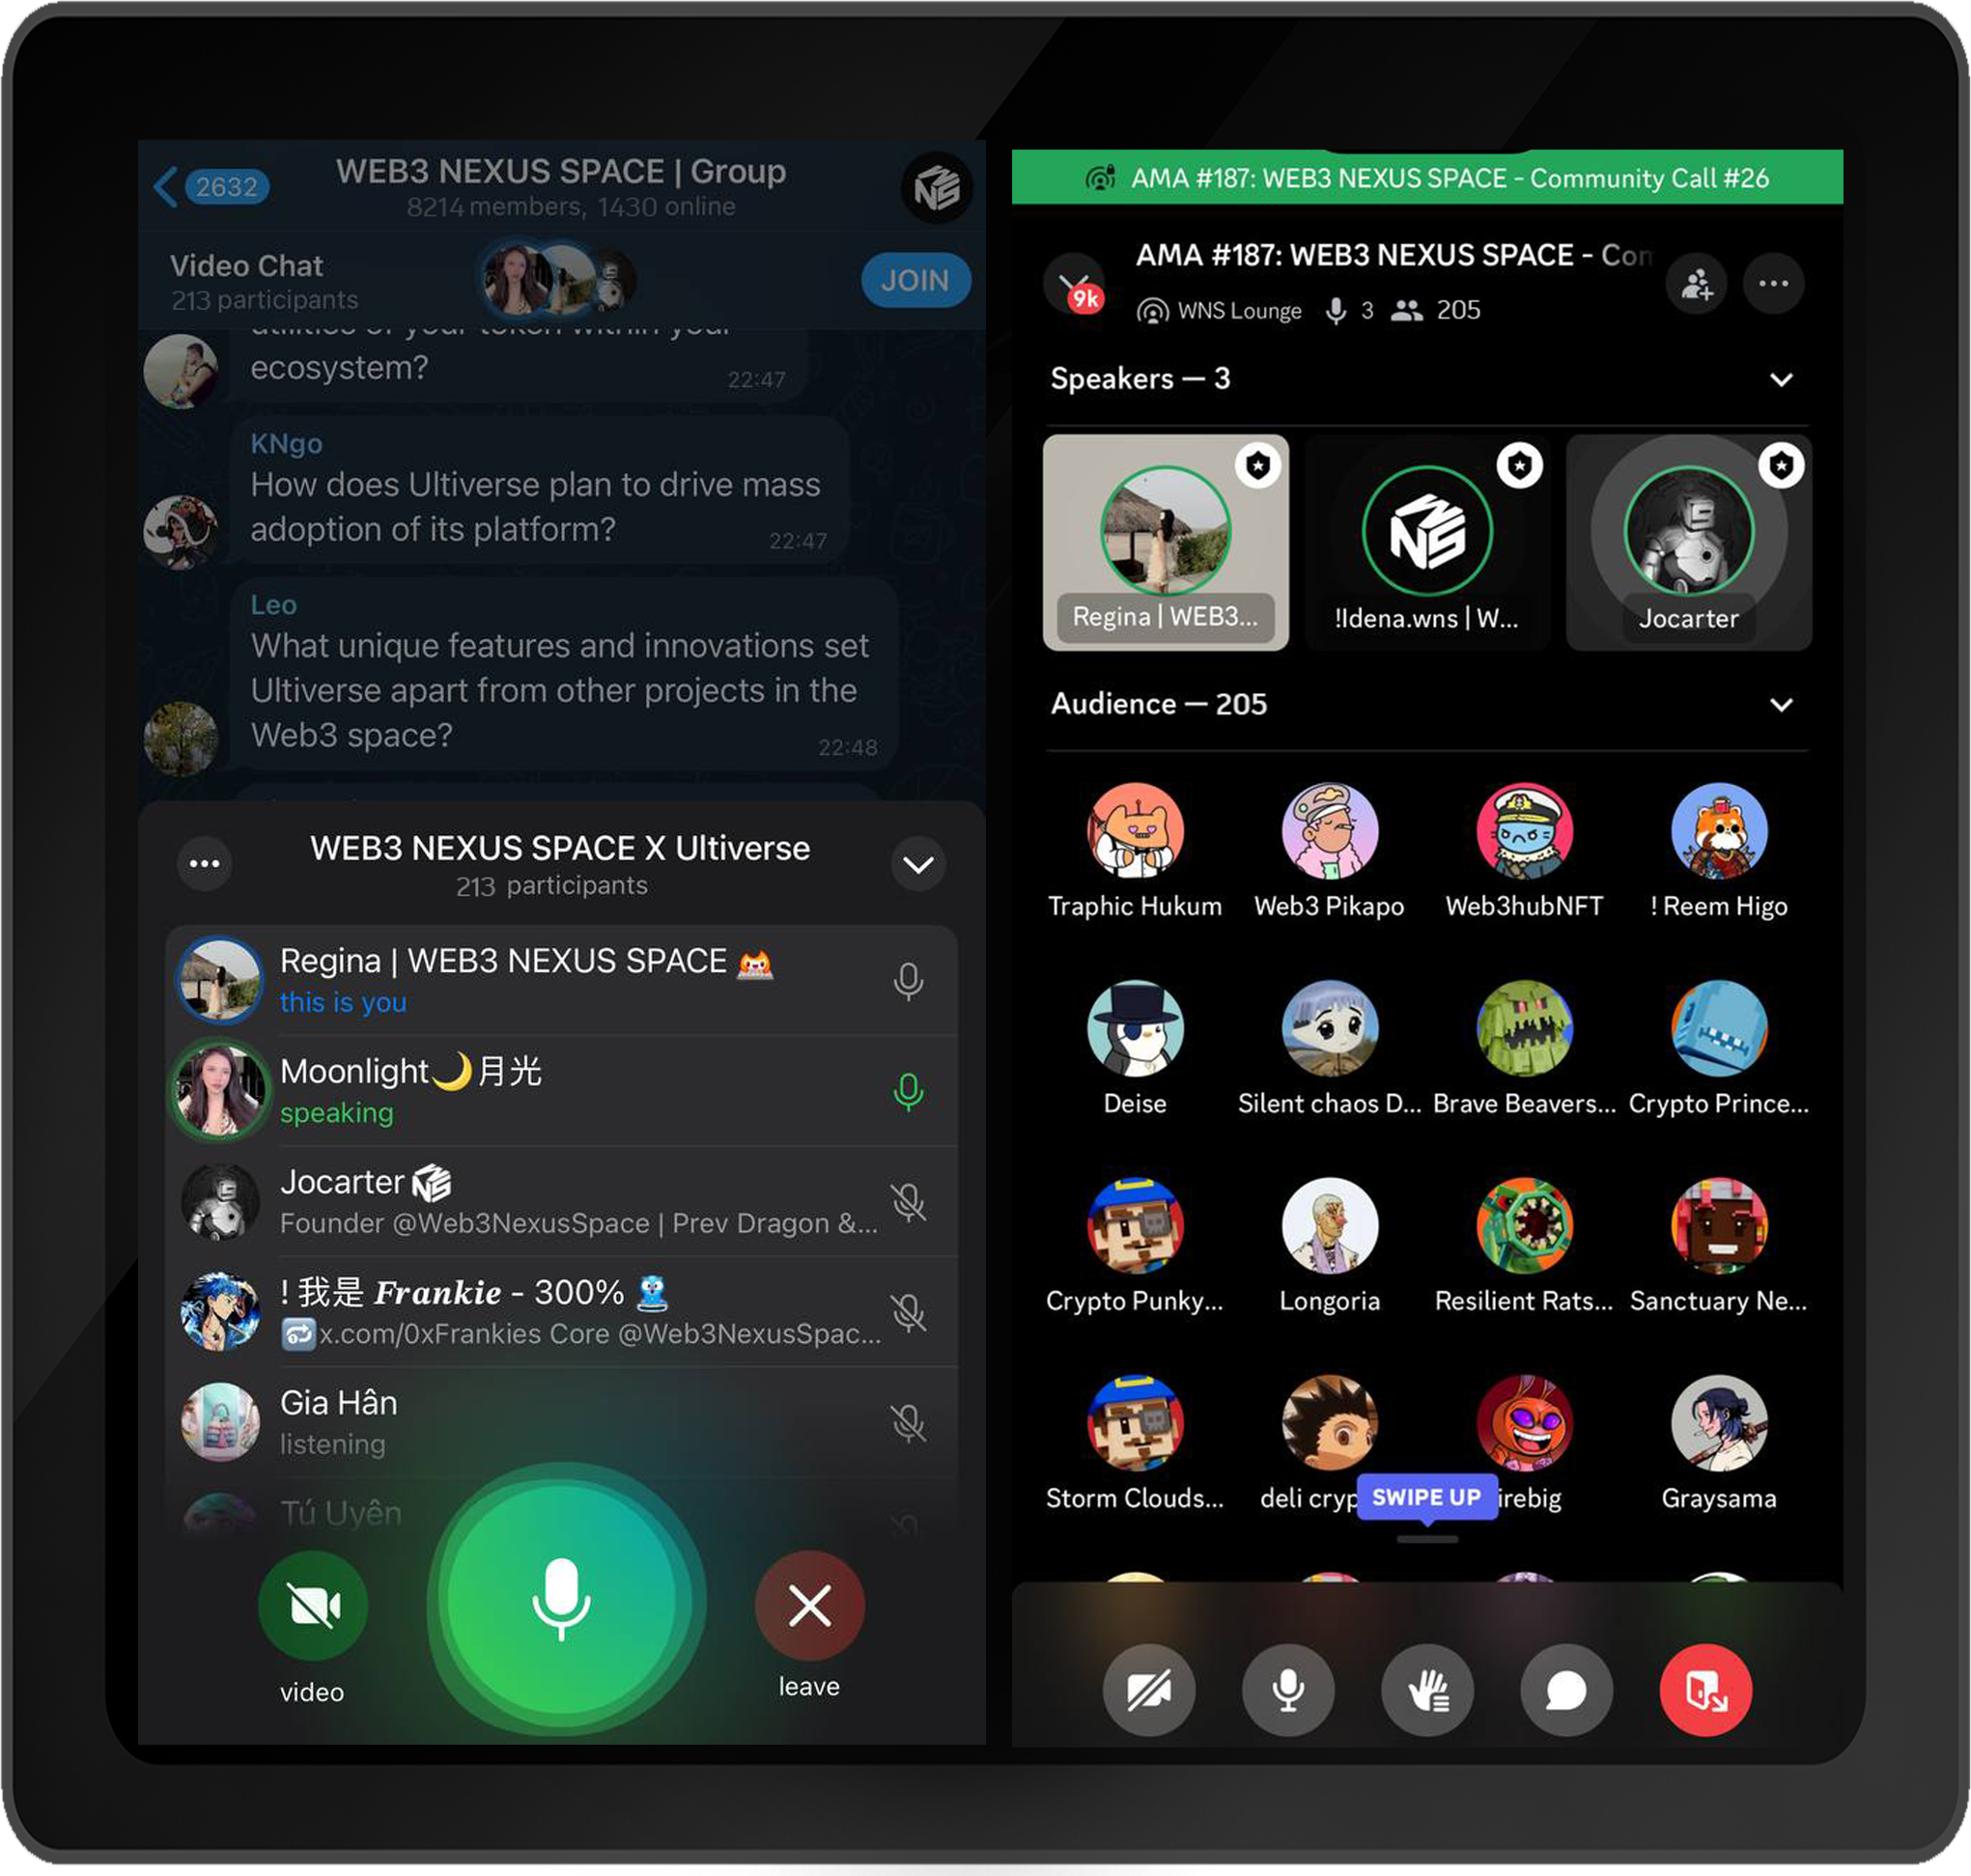 2632
WEB3 NEXUS SPACE | Group
8214 members, 1430 online
Video Chat
213 participants
JOIN
utilities of your token within your
ecosystem?
22:47
KNgo
How does Ultiverse plan to drive mass
adoption of its platform?
22:47
Leo
What unique features and innovations set
Ultiverse apart from other projects in the
Web3 space?
22:48
WEB3 NEXUS SPACE X Ultiverse
213 participants
Regina | WEB3 NEXUS SPACE
this is you
Moonlight🌙月光
speaking
Jocarter
Founder @Web3NexusSpace | Prev Dragon &...
! 我是 Frankie - 300%
x.com/0xFrankies Core @Web3NexusSpac...
Gia Hân
listening
Tú Uyên
video
leave
AMA #187: WEB3 NEXUS SPACE - Community Call #26
AMA #187: WEB3 NEXUS SPACE - Com
9k
WNS Lounge 3 205
Speakers — 3
Regina | WEB3...
!Idena.wns | W...
Jocarter
Audience — 205
Traphic Hukum
Web3 Pikapo
Web3hubNFT
! Reem Higo
Deise
Silent chaos D...
Brave Beavers...
Crypto Prince...
Crypto Punky...
Longoria
Resilient Rats...
Sanctuary Ne...
Storm Clouds...
deli cryp
SWIPE UP
irebig
Graysama